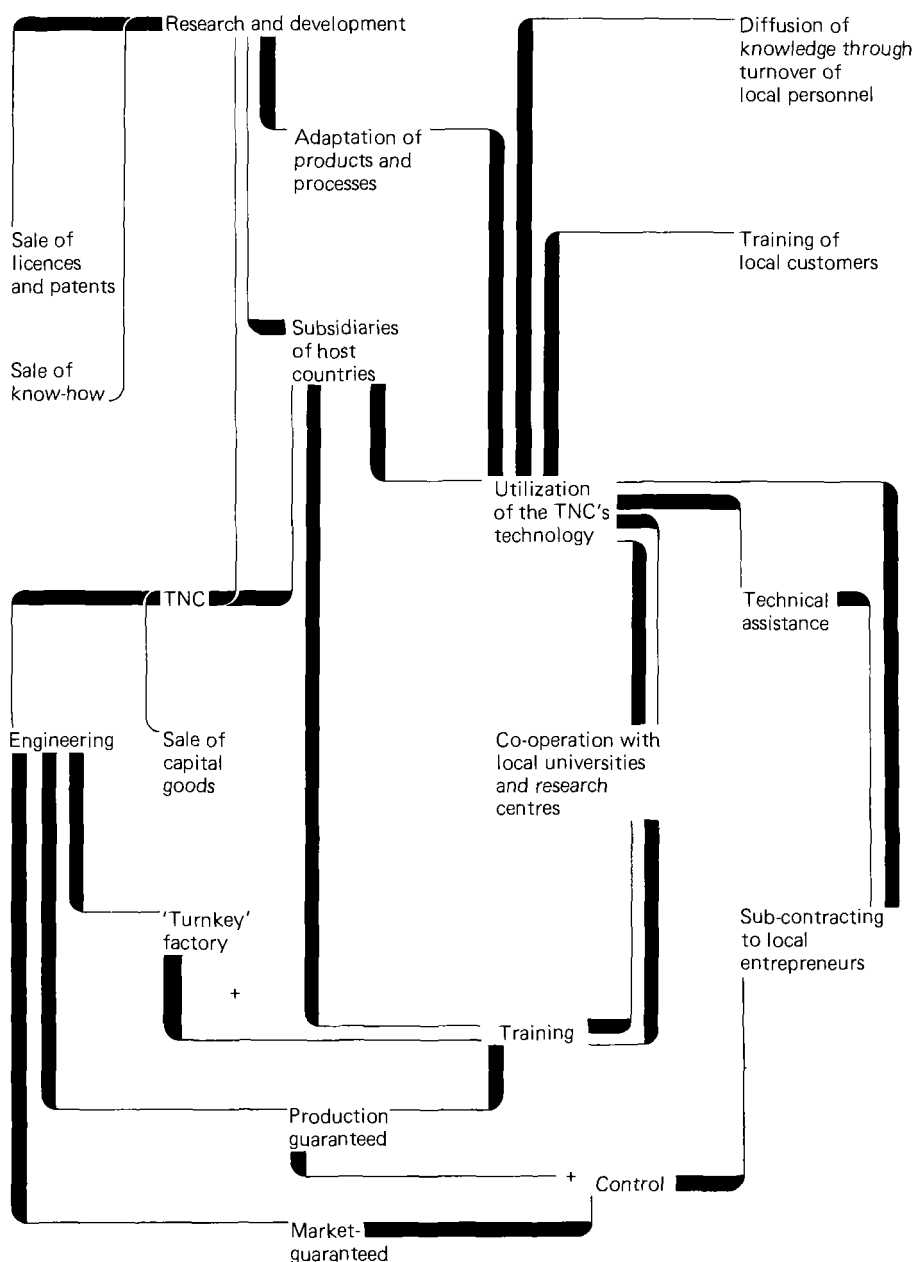 Research and development
Diffusion of
knowledge through
turnover of
local personnel
Adaptation of
products and
processes
Sale of
licences
and patents
Training of
local customers
Subsidiaries
of host
countries
Sale of
know-how
Utilization
of the TNC's
technology
TNC
Technical
assistance
Engineering
Sale of
capital
goods
Co-operation with
local universities
and research
centres
'Turnkey'
factory
Sub-contracting
to local
entrepreneurs
+
Training
Production
guaranteed
+
Control
Market-
guaranteed